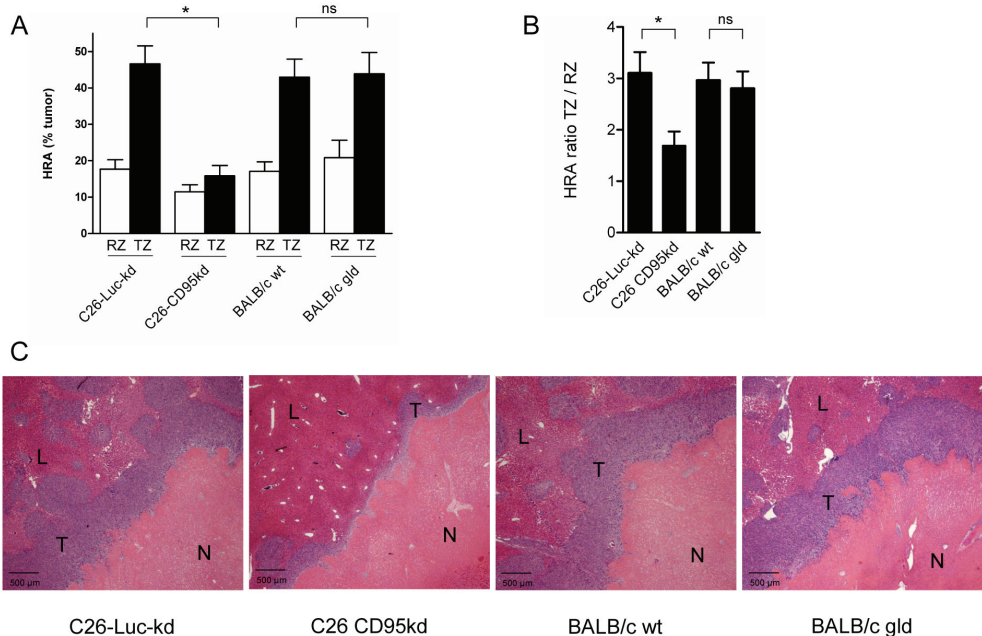 A
*
ns
HRA (% tumor)
50
40
30
20
10
0
RZ TZ RZ TZ RZ TZ RZ TZ
C26-Luc-kd
C26-CD95kd
BALB/c wt
BALB/c gld
B
*
ns
HRA ratio TZ / RZ
4
3
2
1
0
C26-Luc-kd
C26 CD95kd
BALB/c wt
BALB/c gld
C
L
T
N
500 µm
L
T
N
500 µm
L
T
N
500 µm
L
T
N
500 µm
C26-Luc-kd
C26 CD95kd
BALB/c wt
BALB/c gld